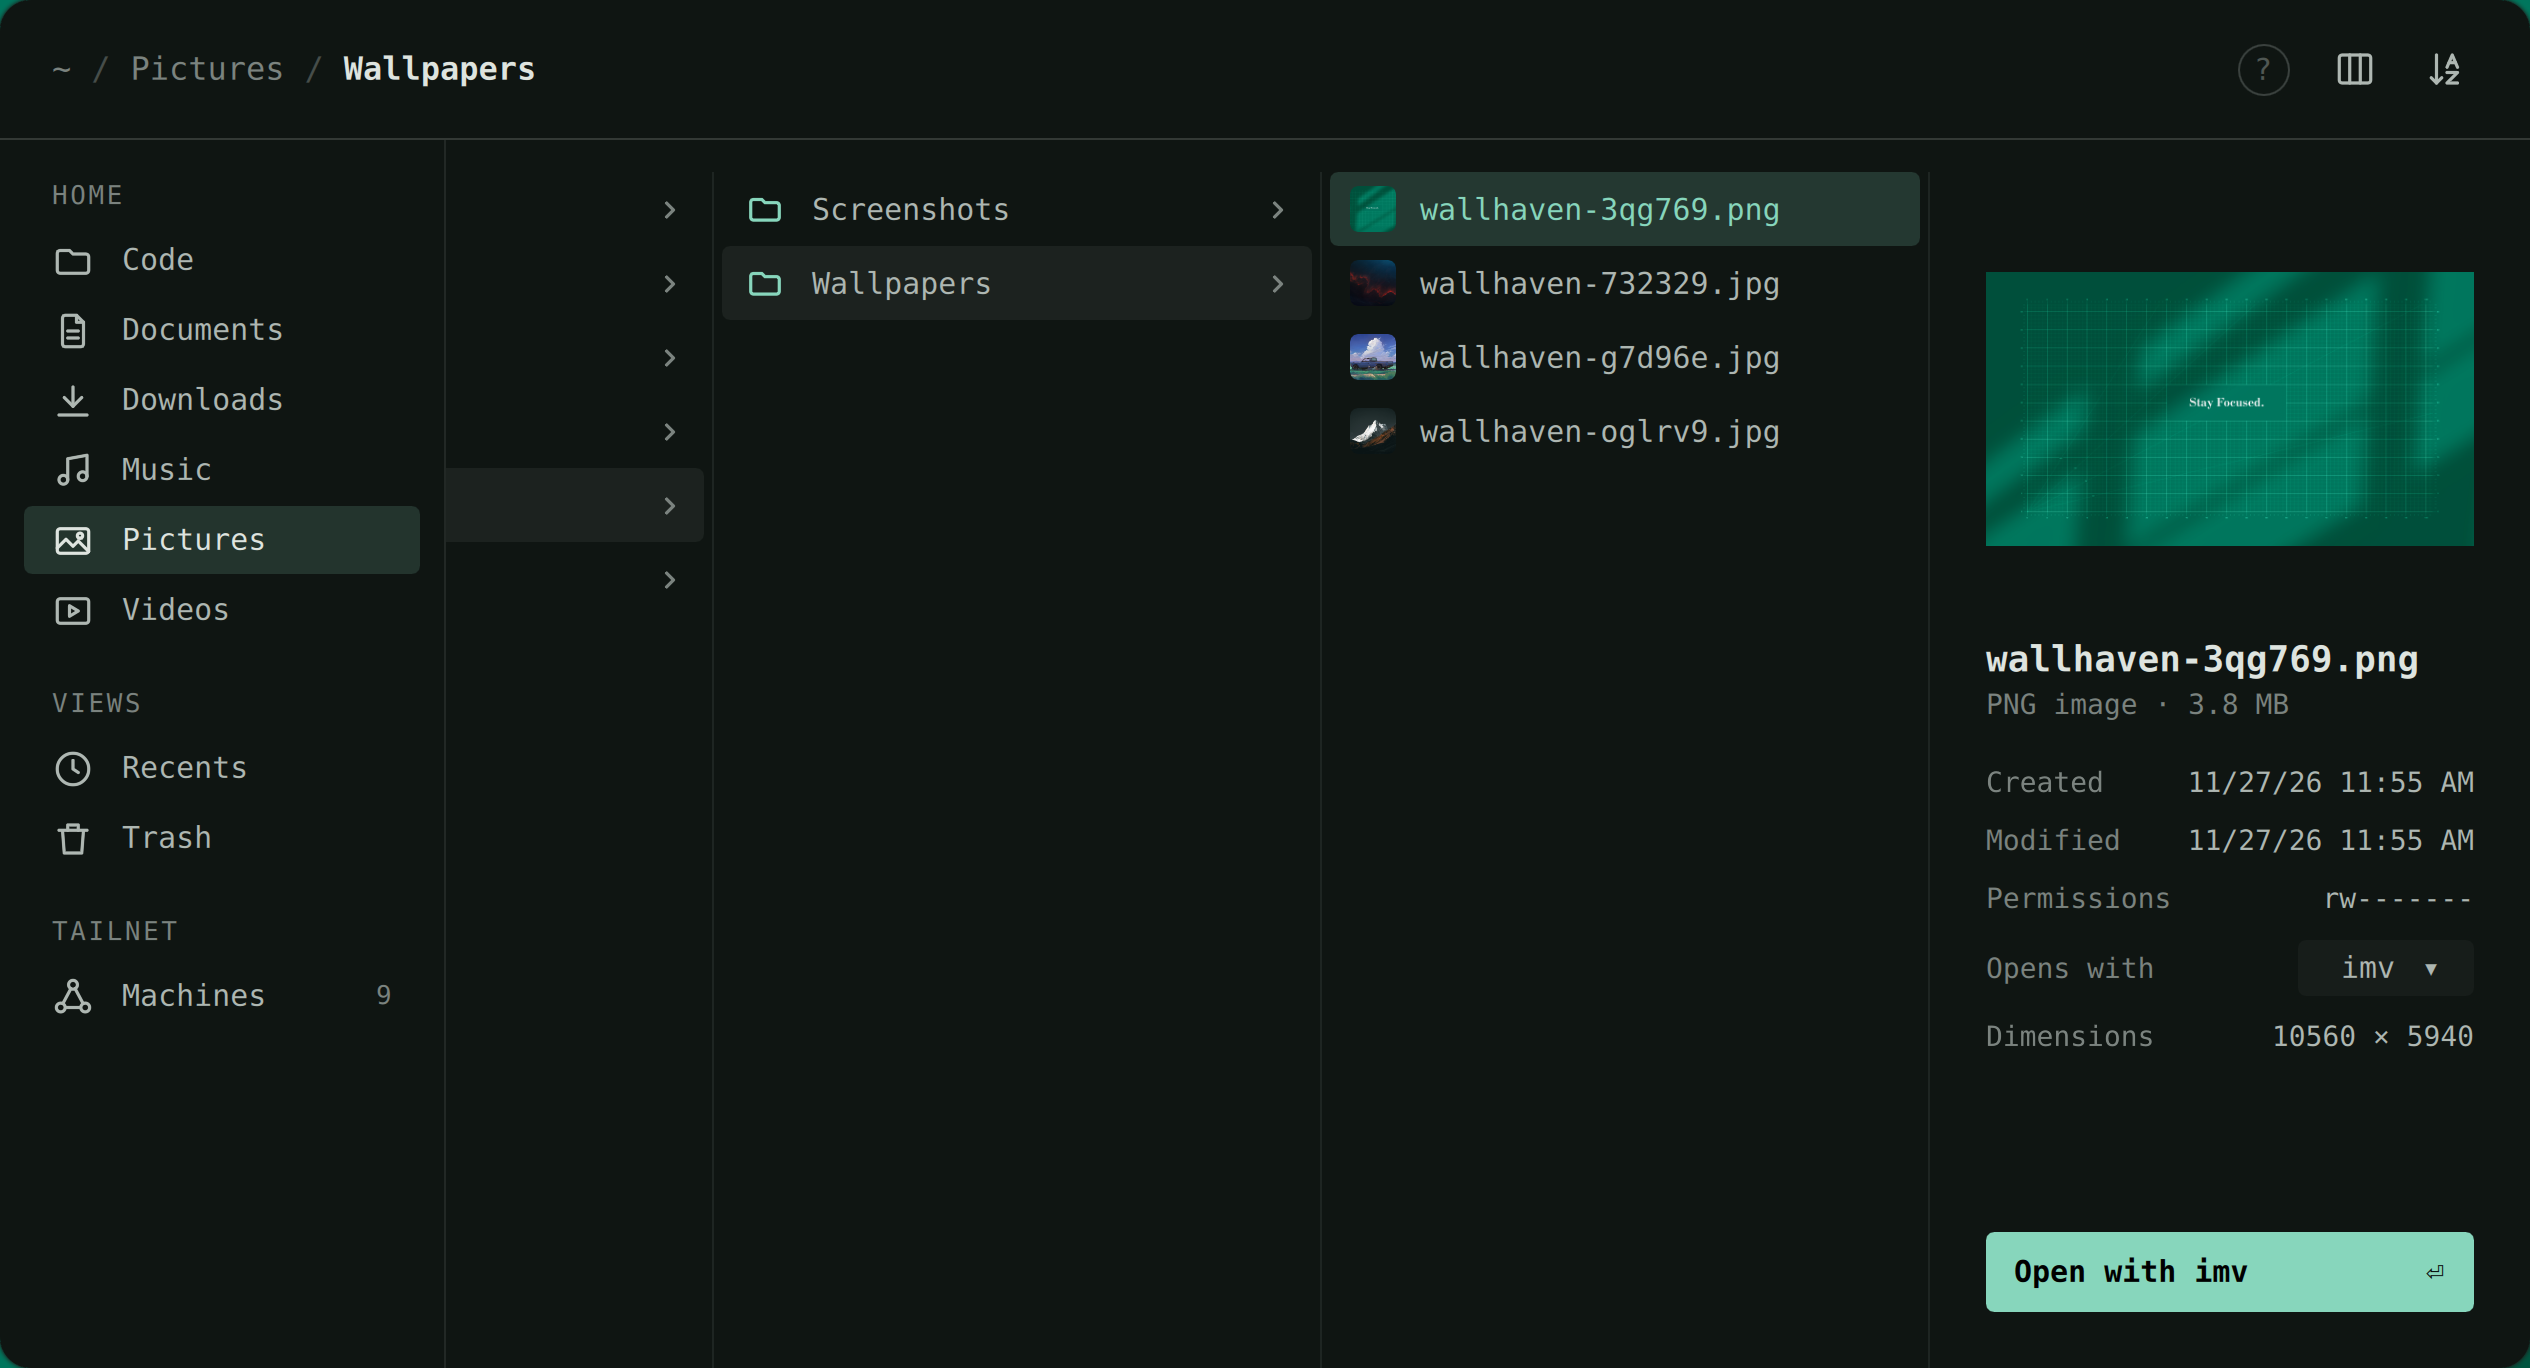 ~ / Pictures / Wallpapers
?
HOME
Code
Documents
Downloads
Music
Pictures
Videos
VIEWS
Recents
Trash
TAILNET
Machines 9
Screenshots
Wallpapers
wallhaven-3qg769.png
wallhaven-732329.jpg
wallhaven-g7d96e.jpg
wallhaven-oglrv9.jpg
Stay Focused.
wallhaven-3qg769.png
PNG image · 3.8 MB
Created 11/27/26 11:55 AM
Modified 11/27/26 11:55 AM
Permissions rw-------
Opens with imv ▾
Dimensions 10560 × 5940
Open with imv ⏎